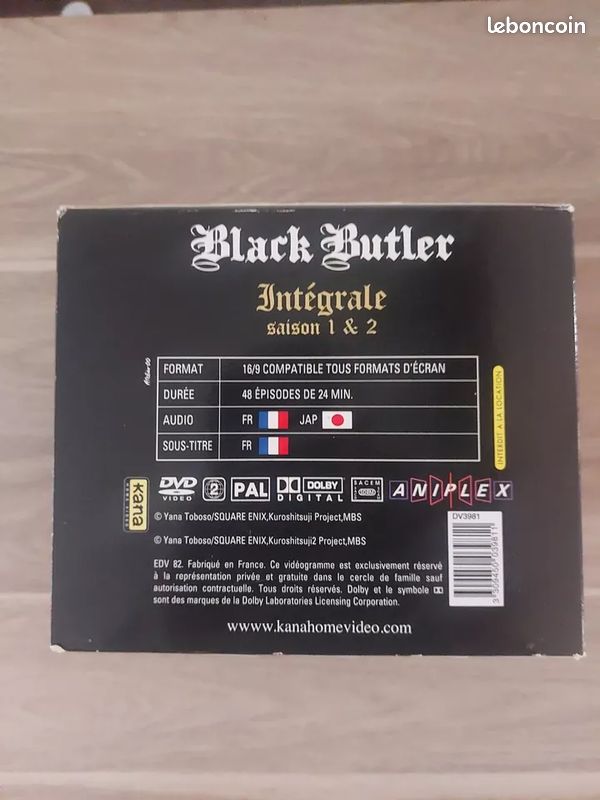 leboncoin
Black Butler
Intégrale
saison 1 & 2
FORMAT 16/9 COMPATIBLE TOUS FORMATS D'ÉCRAN
DURÉE 48 ÉPISODES DE 24 MIN.
AUDIO FR JAP
SOUS-TITRE FR
INTERDIT A LA LOCATION
kana
DVD VIDEO 2 PAL DOLBY DIGITAL SACEM ANIPLEX
© Yana Toboso/SQUARE ENIX,Kuroshitsuji Project,MBS
© Yana Toboso/SQUARE ENIX,Kuroshitsuji2 Project,MBS
DV3981
3 309450 039811
EDV 82. Fabriqué en France. Ce vidéogramme est exclusivement réservé
à la représentation privée et gratuite dans le cercle de famille sauf
autorisation contractuelle. Tous droits réservés. Dolby et le symbole
sont des marques de la Dolby Laboratories Licensing Corporation.
www.kanahomevideo.com